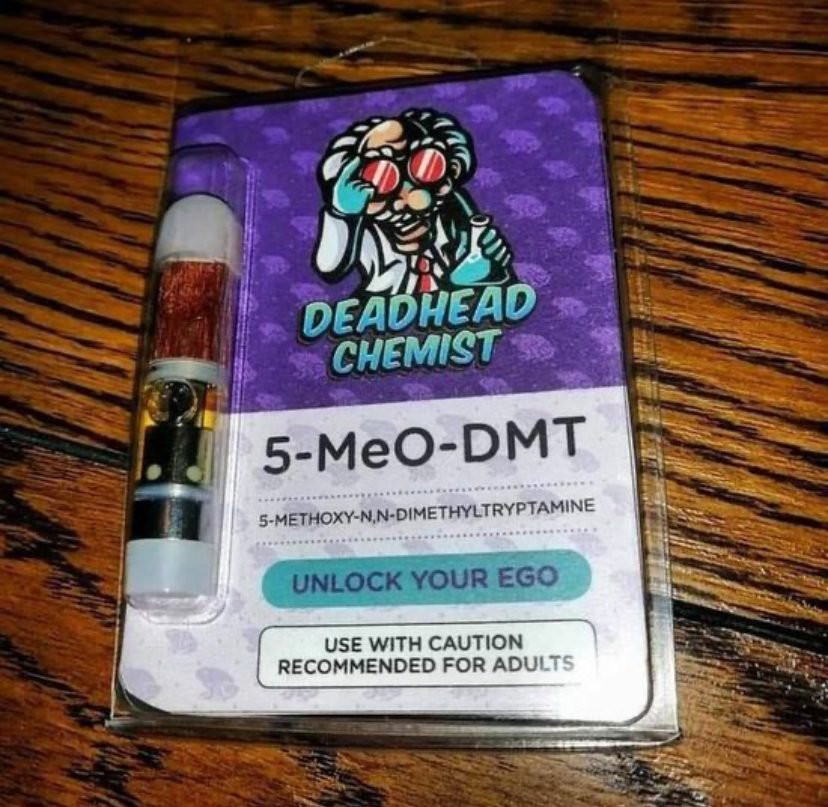 DEADHEAD
CHEMIST
5-MeO-DMT
5-METHOXY-N,N-DIMETHYLTRYPTAMINE
UNLOCK YOUR EGO
USE WITH CAUTION
RECOMMENDED FOR ADULTS